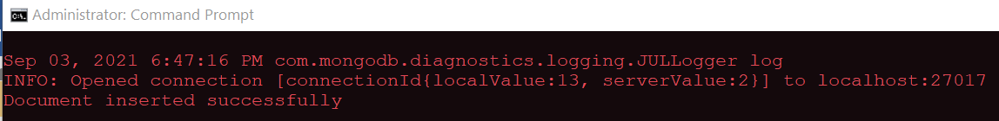 Administrator: Command Prompt
Sep 03, 2021 6:47:16 PM com.mongodb.diagnostics.logging.JULLogger log
INFO: Opened connection [connectionId{localValue:13, serverValue:2}] to localhost:27017
Document inserted successfully